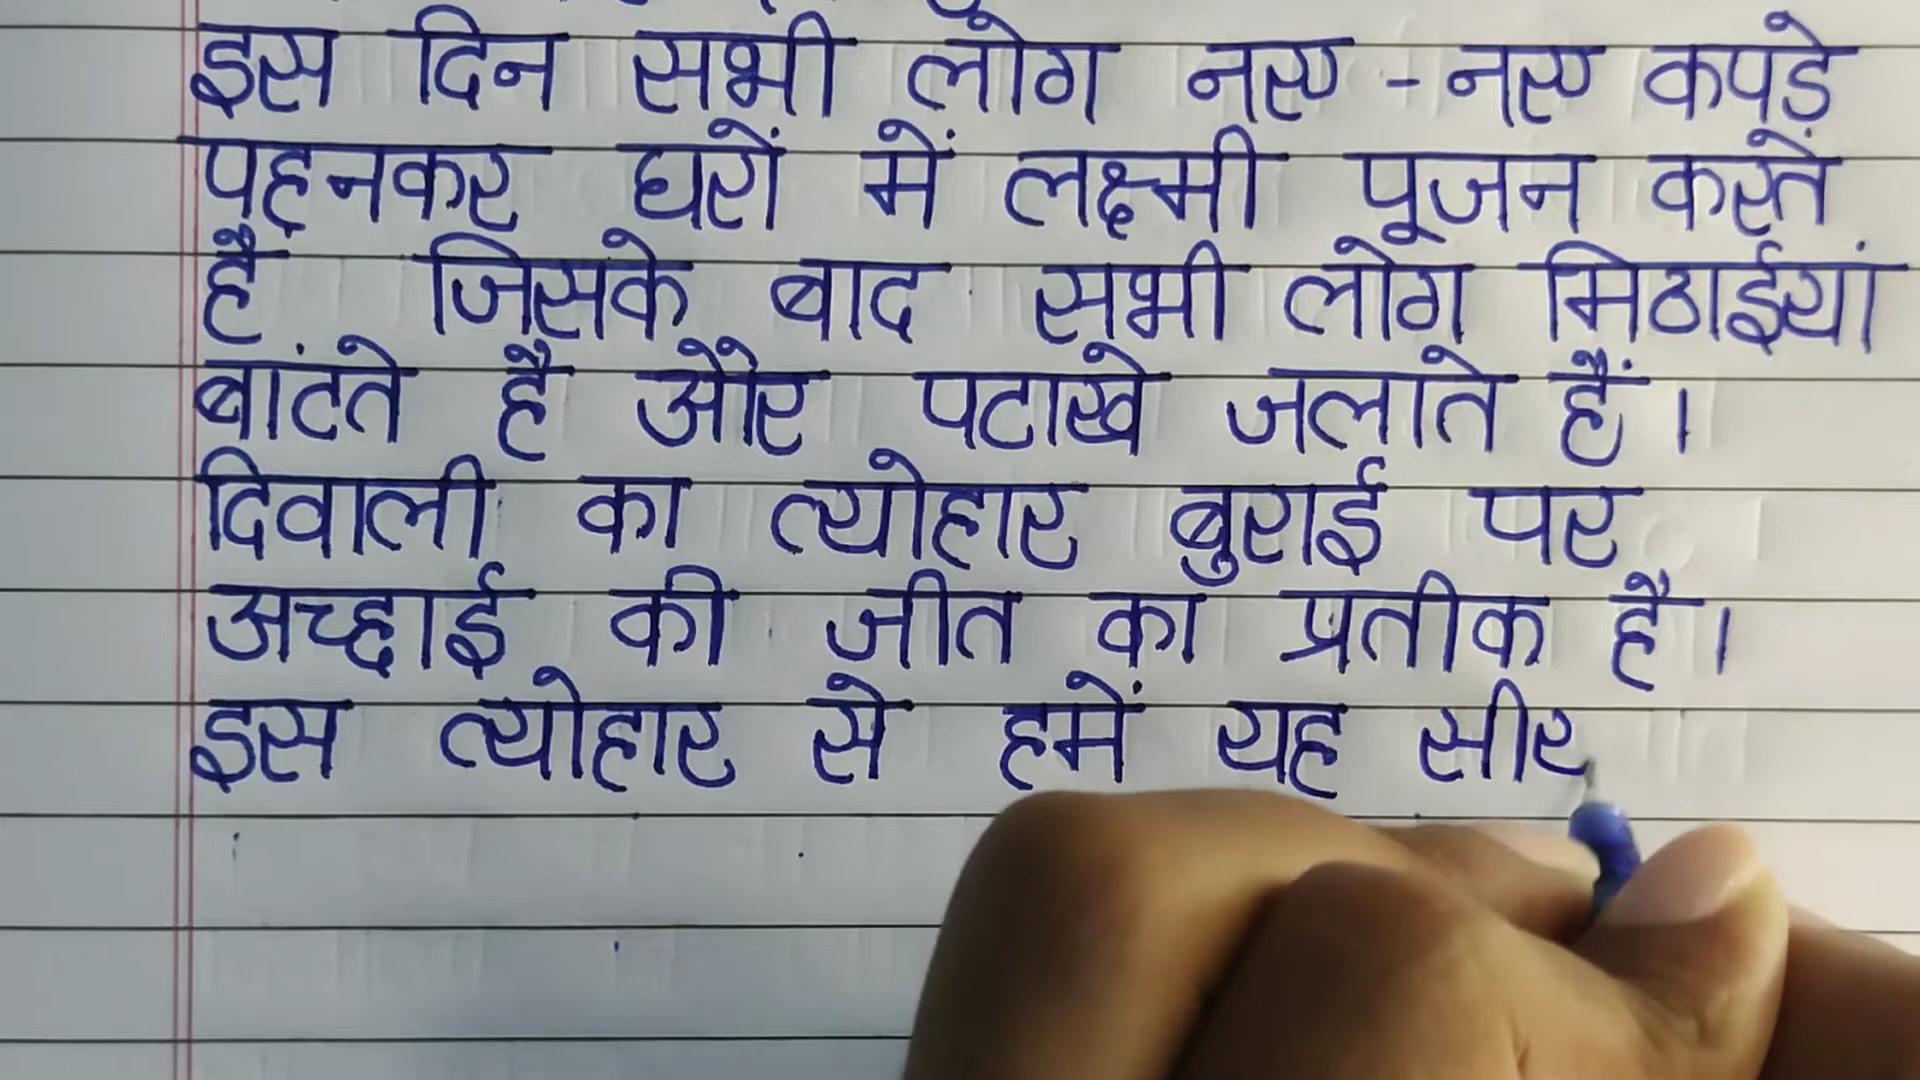 इस दिन सभी लोग नए - नए कपड़े
पहनकर घरों में लक्ष्मी पूजन करते
है जिसके बाद सभी लोग मिठाईयां
बांटते है और पटाखे जलाते हैं।
दिवाली का त्योहार बुराई पर
अच्छाई की जीत का प्रतीक है।
इस त्योहार से हमें यह सीर